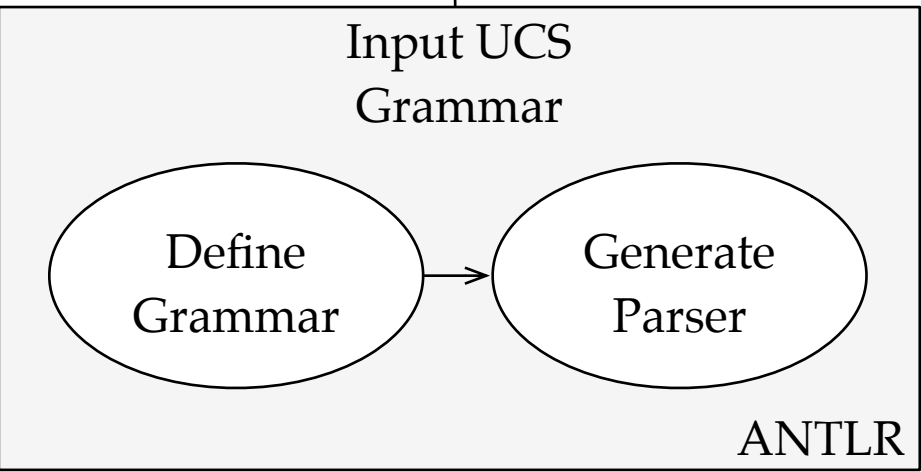 Input UCS
Grammar
Define
Grammar
Generate
Parser
ANTLR